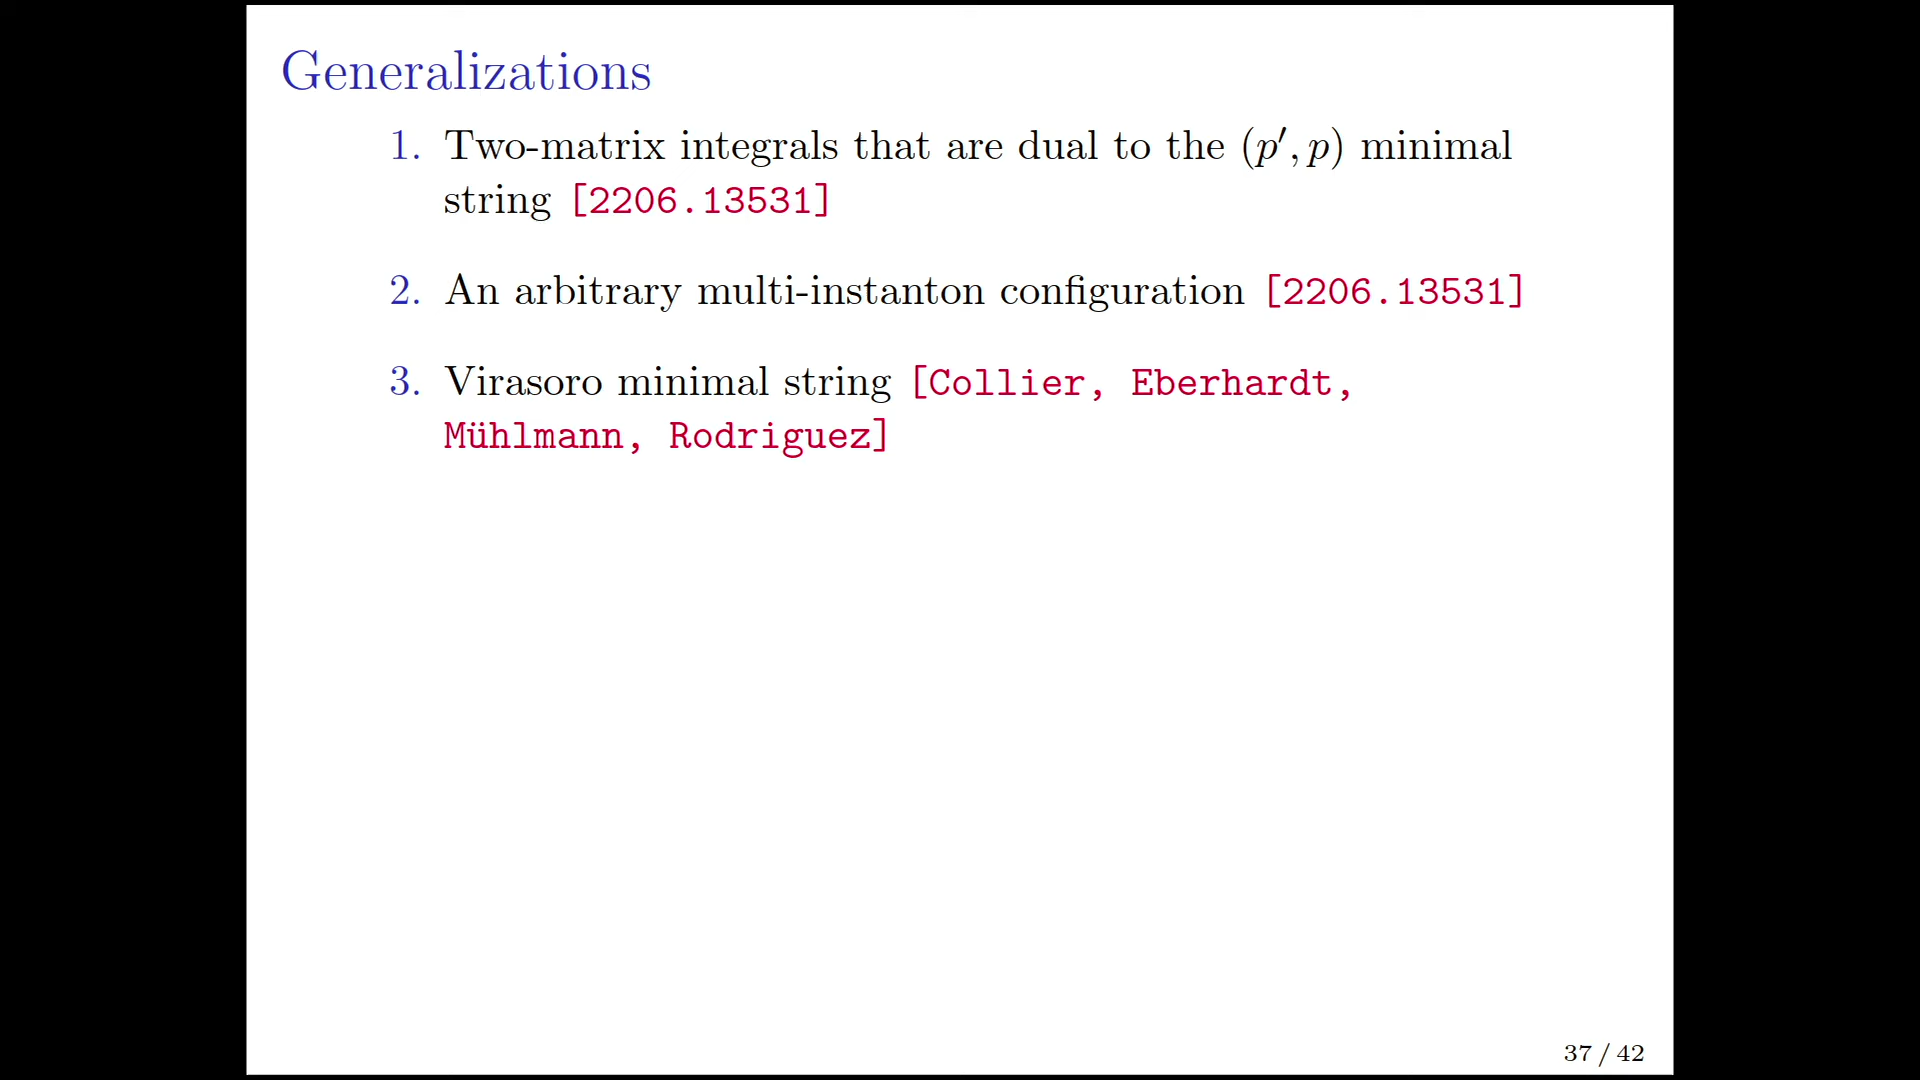 Generalizations
1. Two-matrix integrals that are dual to the (p′, p) minimal
string [2206.13531]
2. An arbitrary multi-instanton configuration [2206.13531]
3. Virasoro minimal string [Collier, Eberhardt,
Mühlmann, Rodriguez]
37 / 42